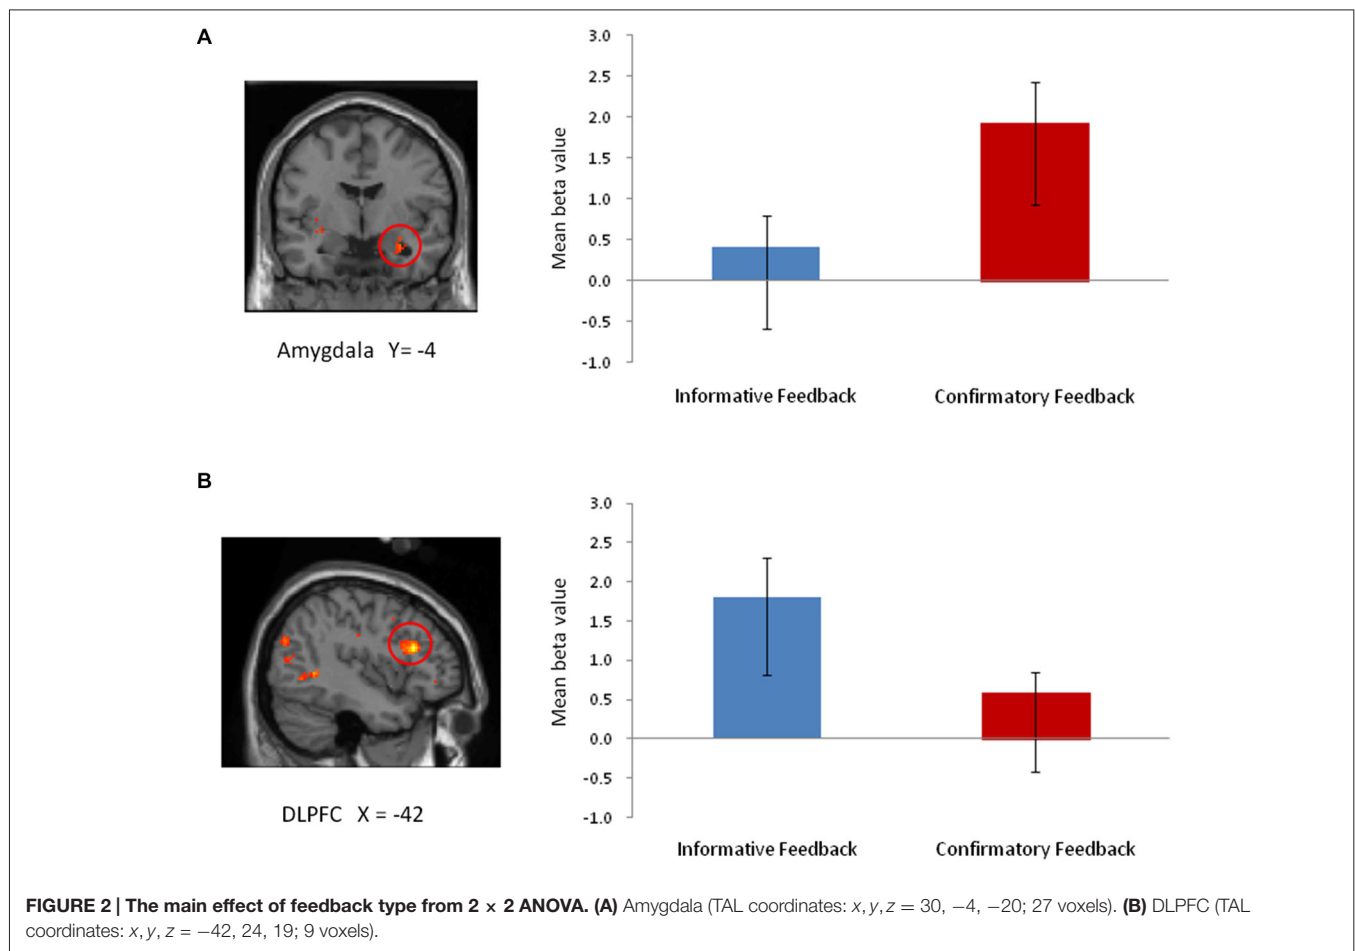 A
3.0
2.5
2.0
1.5
1.0
0.5
0.0
-0.5
-1.0
Mean beta value
Amygdala Y= -4
Informative Feedback Confirmatory Feedback
B
3.0
2.5
2.0
1.5
1.0
0.5
0.0
-0.5
-1.0
Mean beta value
DLPFC X = -42
Informative Feedback Confirmatory Feedback
FIGURE 2 | The main effect of feedback type from 2 × 2 ANOVA. (A) Amygdala (TAL coordinates: x, y, z = 30, −4, −20; 27 voxels). (B) DLPFC (TAL
coordinates: x, y, z = −42, 24, 19; 9 voxels).